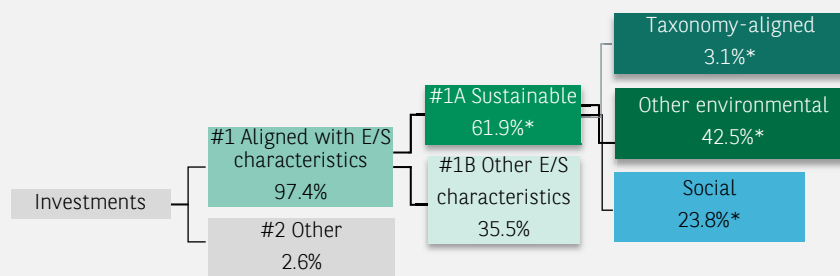 Investments
#1 Aligned with E/S
characteristics
97.4%
#2 Other
2.6%
#1A Sustainable
61.9%*
#1B Other E/S
characteristics
35.5%
Taxonomy-aligned
3.1%*
Other environmental
42.5%*
Social
23.8%*